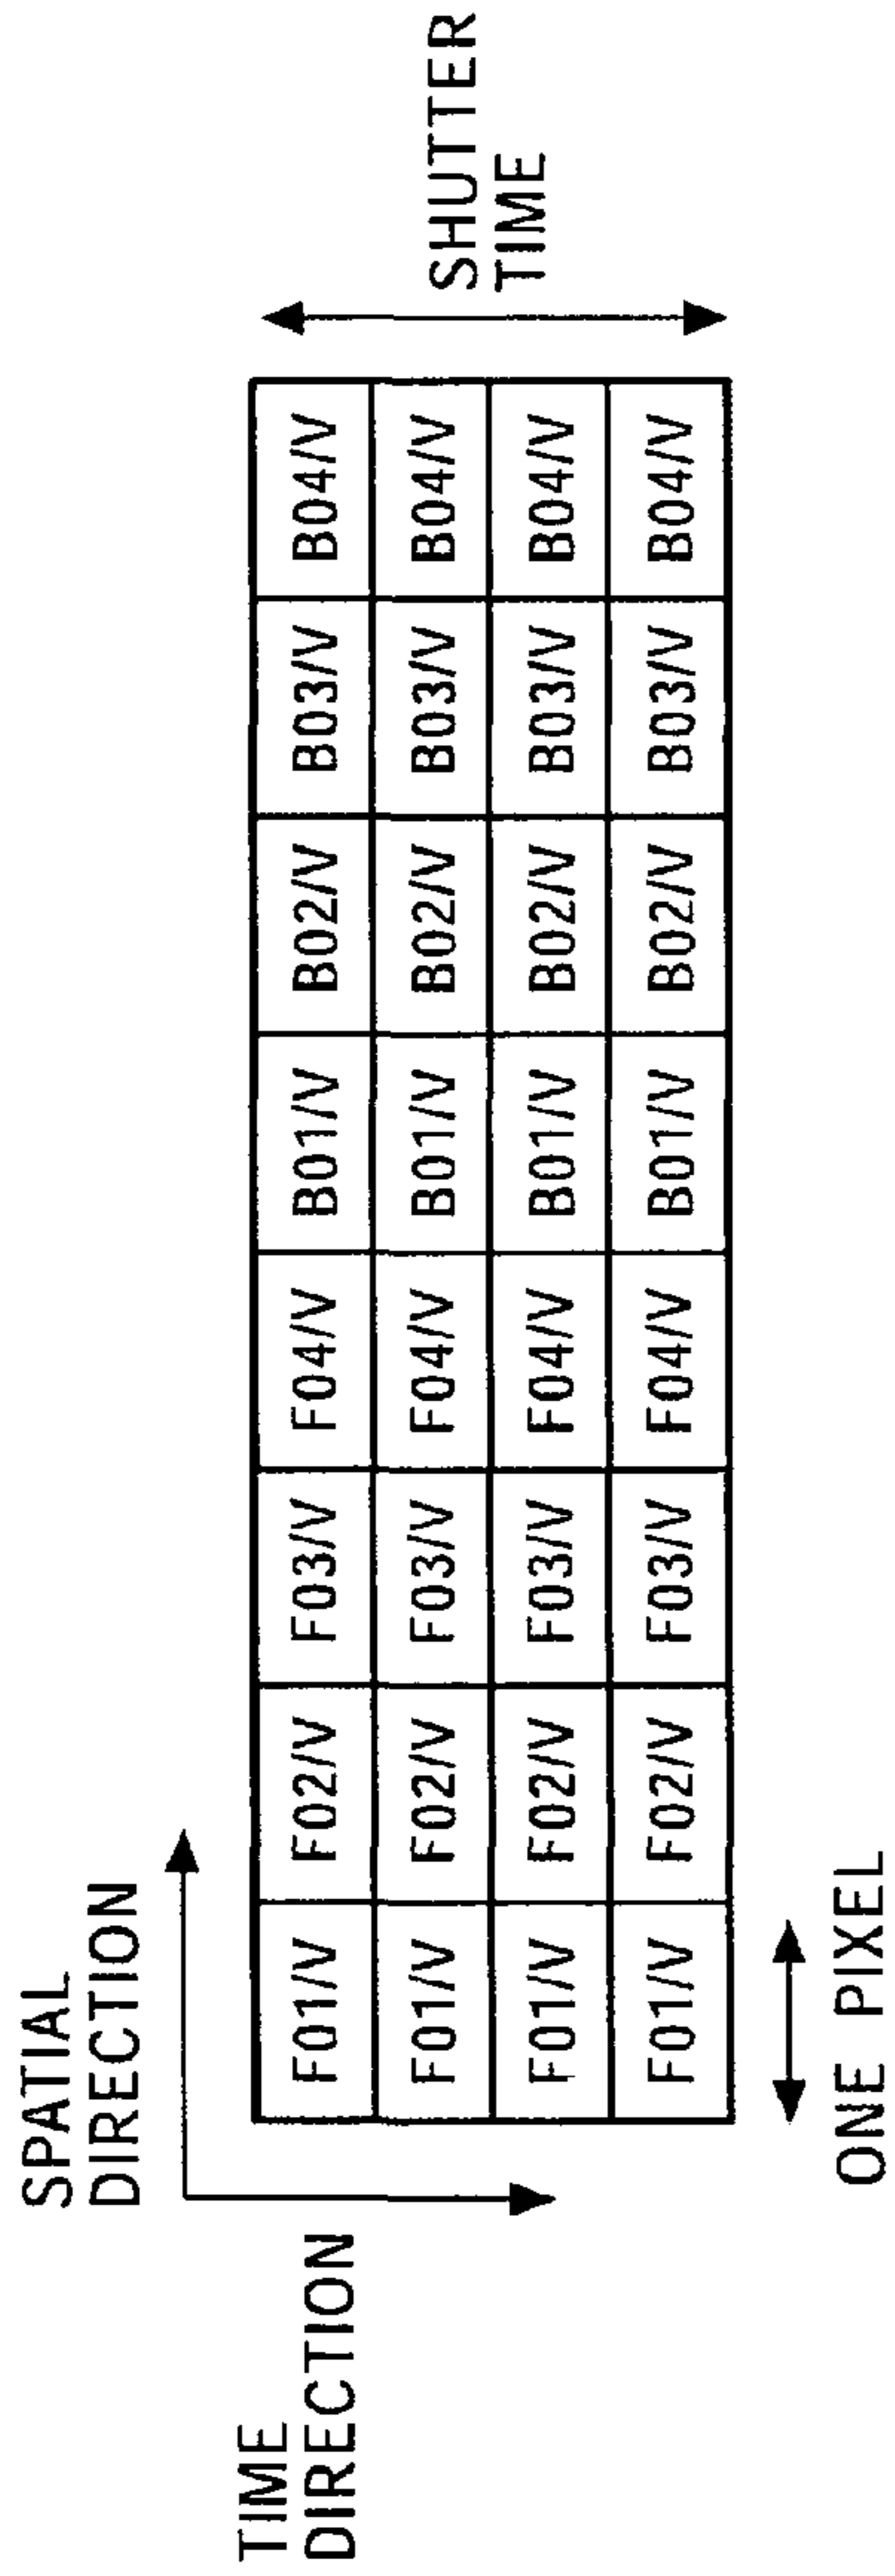 SPATIAL
DIRECTION
TIME
DIRECTION
F01/V F02/V F03/V F04/V B01/V B02/V B03/V B04/V
F01/V F02/V F03/V F04/V B01/V B02/V B03/V B04/V
F01/V F02/V F03/V F04/V B01/V B02/V B03/V B04/V
F01/V F02/V F03/V F04/V B01/V B02/V B03/V B04/V
SHUTTER
TIME
ONE PIXEL